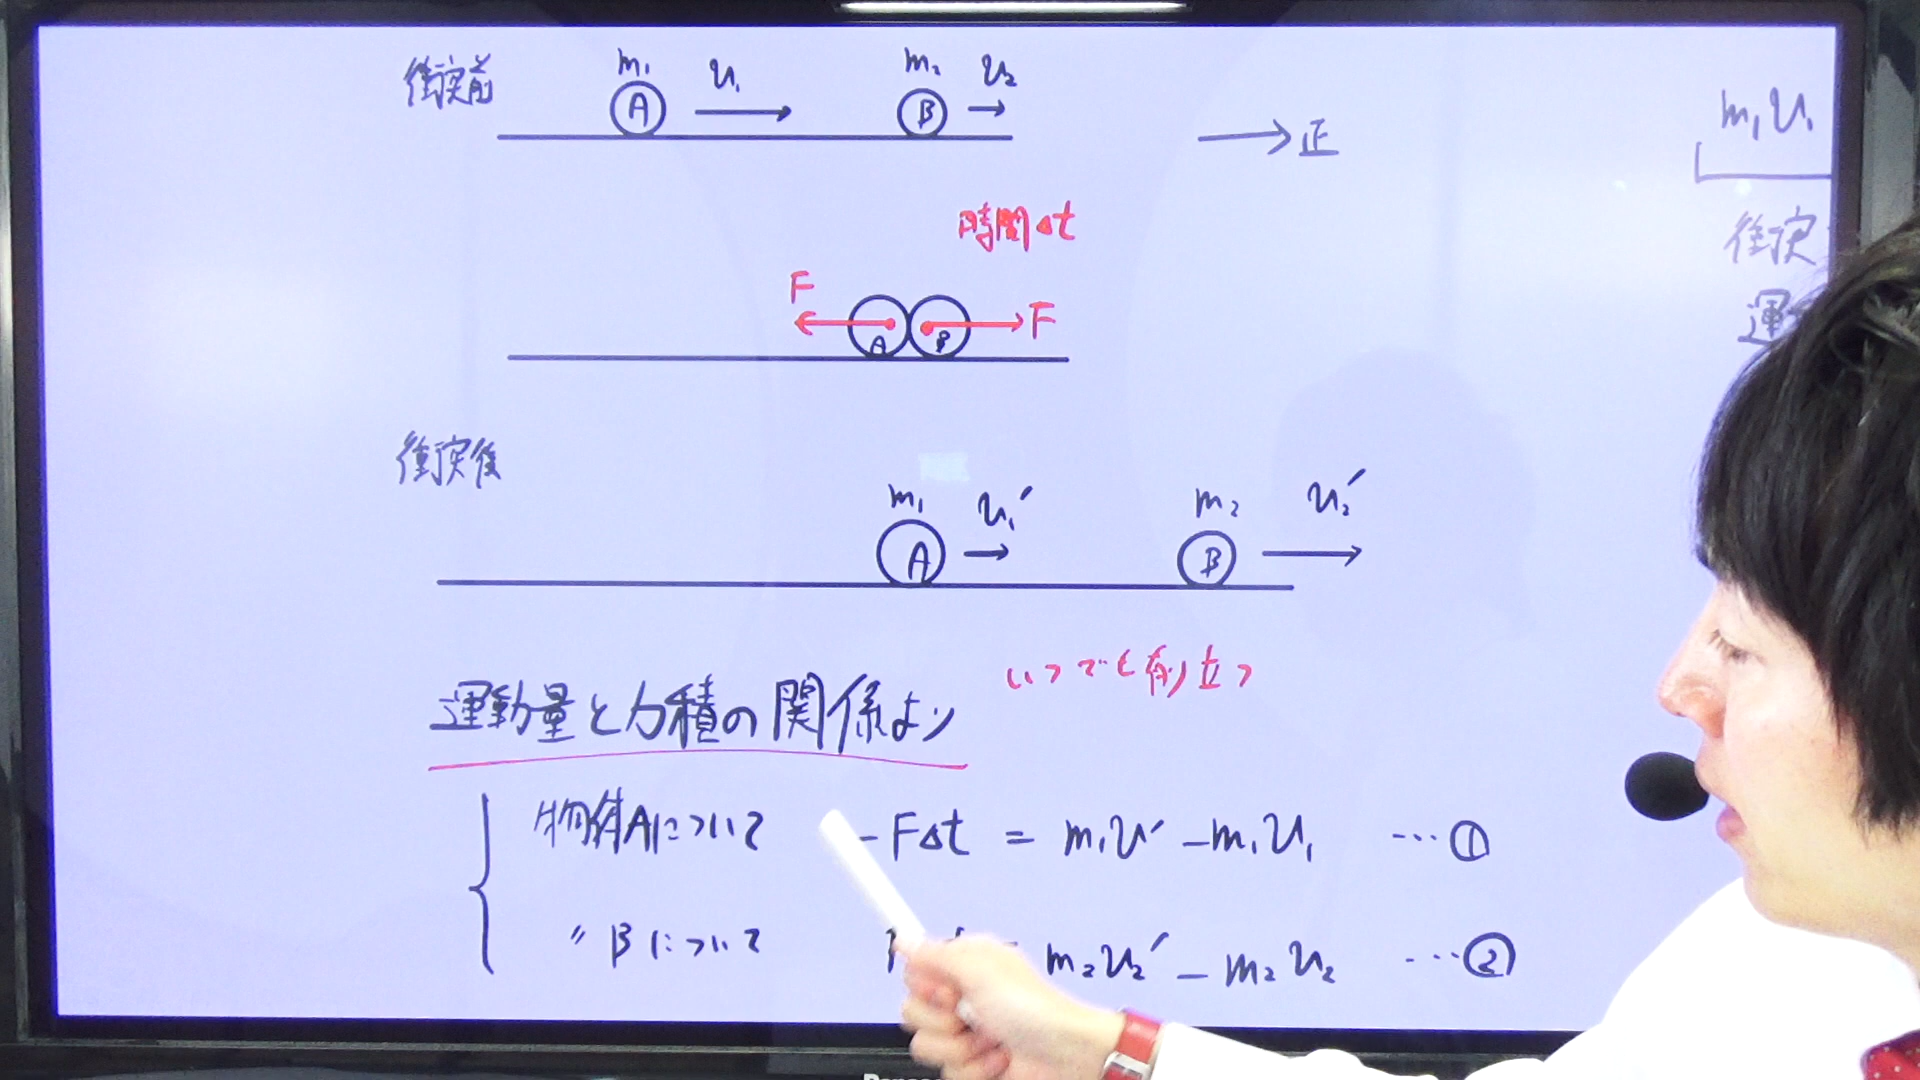 衝突前
m₁ v₁ m₂ v₂
A B
→正
時間Δt
F F
A B
衝突後
m₁ v₁′ m₂ v₂′
A B
運動量と力積の関係より
いつでも成り立つ
物体Aについて −FΔt = m₁v′ −m₁v₁ …①
〃 Bについて = m₂v₂′ − m₂v₂ …②
m₁v₁
衝突
運